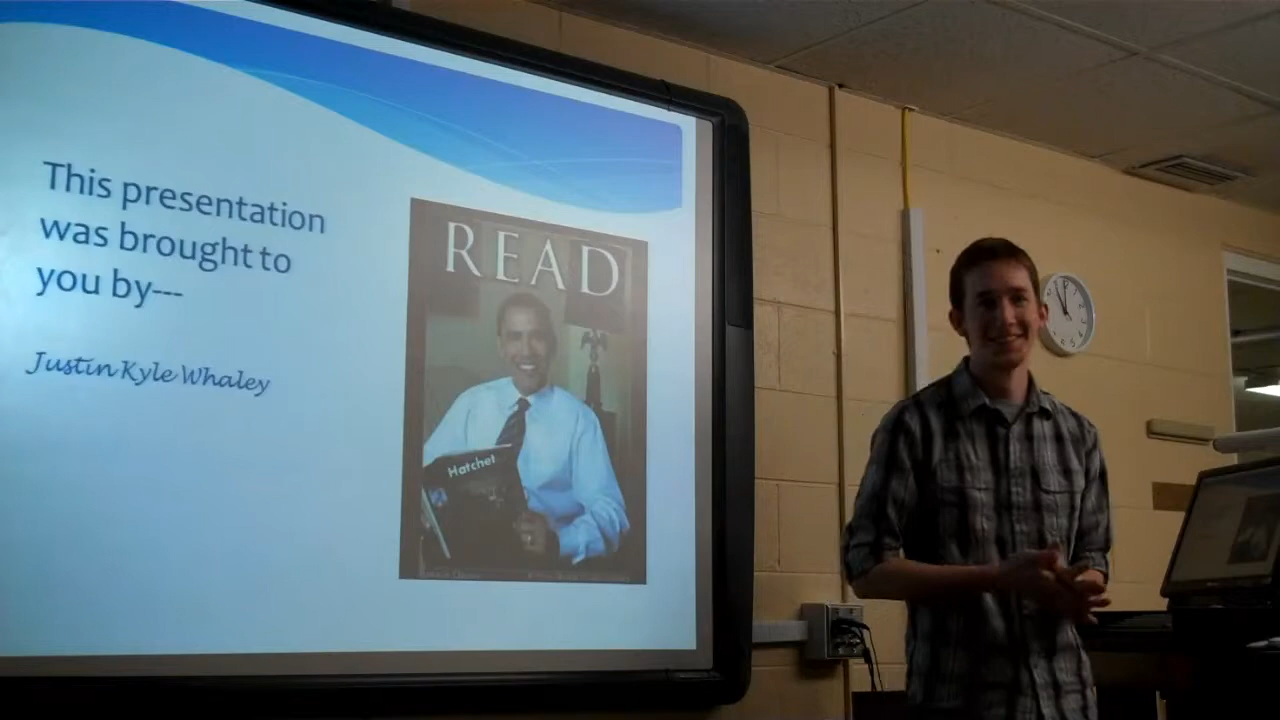 This presentation
was brought to
you by---
Justin Kyle Whaley
READ
Hatchet